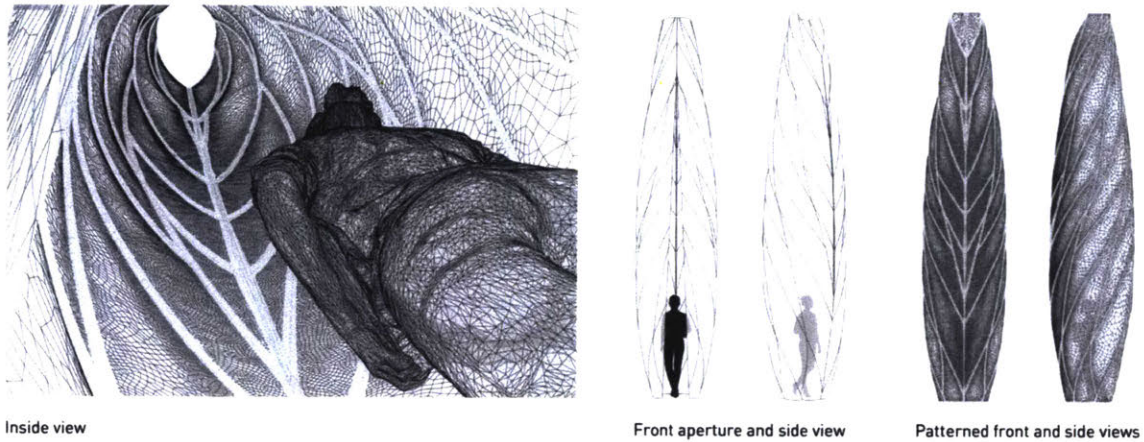 Inside view
Front aperture and side view
Patterned front and side views